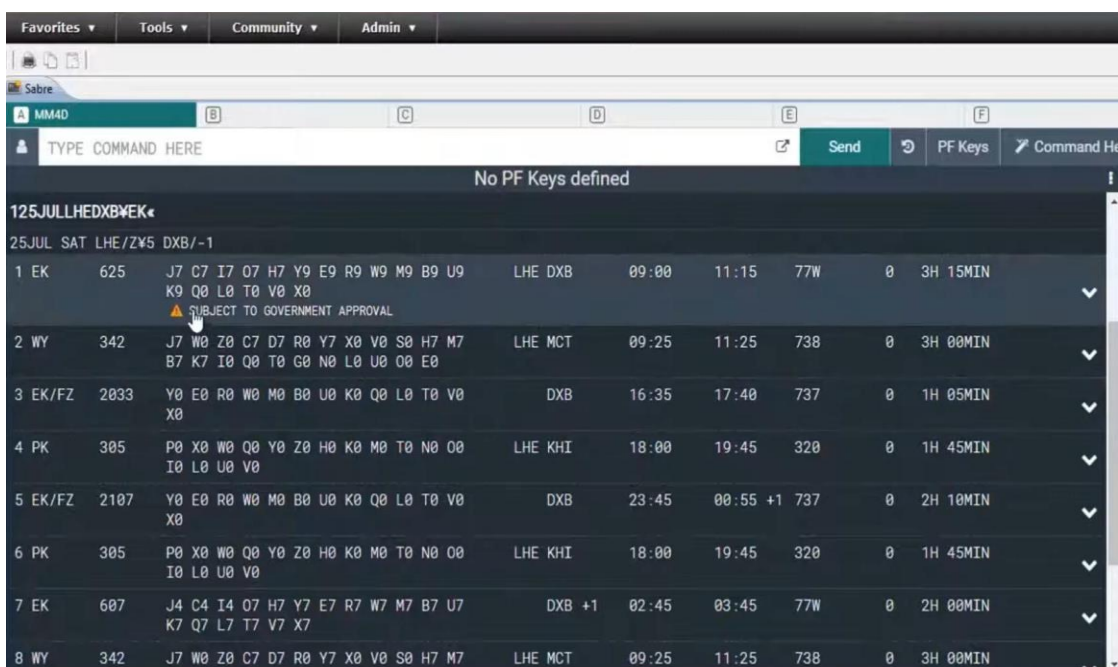 Favorites ▾ Tools ▾ Community ▾ Admin ▾
Sabre
A MM4D B C D E F
TYPE COMMAND HERE Send PF Keys Command He
No PF Keys defined
125JULLHEDXB¥EK«
25JUL SAT LHE/Z¥5 DXB/-1
1 EK 625 J7 C7 I7 O7 H7 Y9 E9 R9 W9 M9 B9 U9 LHE DXB 09:00 11:15 77W 0 3H 15MIN
K9 Q0 L0 T0 V0 X0
SUBJECT TO GOVERNMENT APPROVAL
2 WY 342 J7 W0 Z0 C7 D7 R0 Y7 X0 V0 S0 H7 M7 LHE MCT 09:25 11:25 738 0 3H 00MIN
B7 K7 I0 Q0 T0 G0 N0 L0 U0 O0 E0
3 EK/FZ 2033 Y0 E0 R0 W0 M0 B0 U0 K0 Q0 L0 T0 V0 DXB 16:35 17:40 737 0 1H 05MIN
X0
4 PK 305 P0 X0 W0 Q0 Y0 Z0 H0 K0 M0 T0 N0 O0 LHE KHI 18:00 19:45 320 0 1H 45MIN
I0 L0 U0 V0
5 EK/FZ 2107 Y0 E0 R0 W0 M0 B0 U0 K0 Q0 L0 T0 V0 DXB 23:45 00:55 +1 737 0 2H 10MIN
X0
6 PK 305 P0 X0 W0 Q0 Y0 Z0 H0 K0 M0 T0 N0 O0 LHE KHI 18:00 19:45 320 0 1H 45MIN
I0 L0 U0 V0
7 EK 607 J4 C4 I4 O7 H7 Y7 E7 R7 W7 M7 B7 U7 DXB +1 02:45 03:45 77W 0 2H 00MIN
K7 Q7 L7 T7 V7 X7
8 WY 342 J7 W0 Z0 C7 D7 R0 Y7 X0 V0 S0 H7 M7 LHE MCT 09:25 11:25 738 0 3H 00MIN